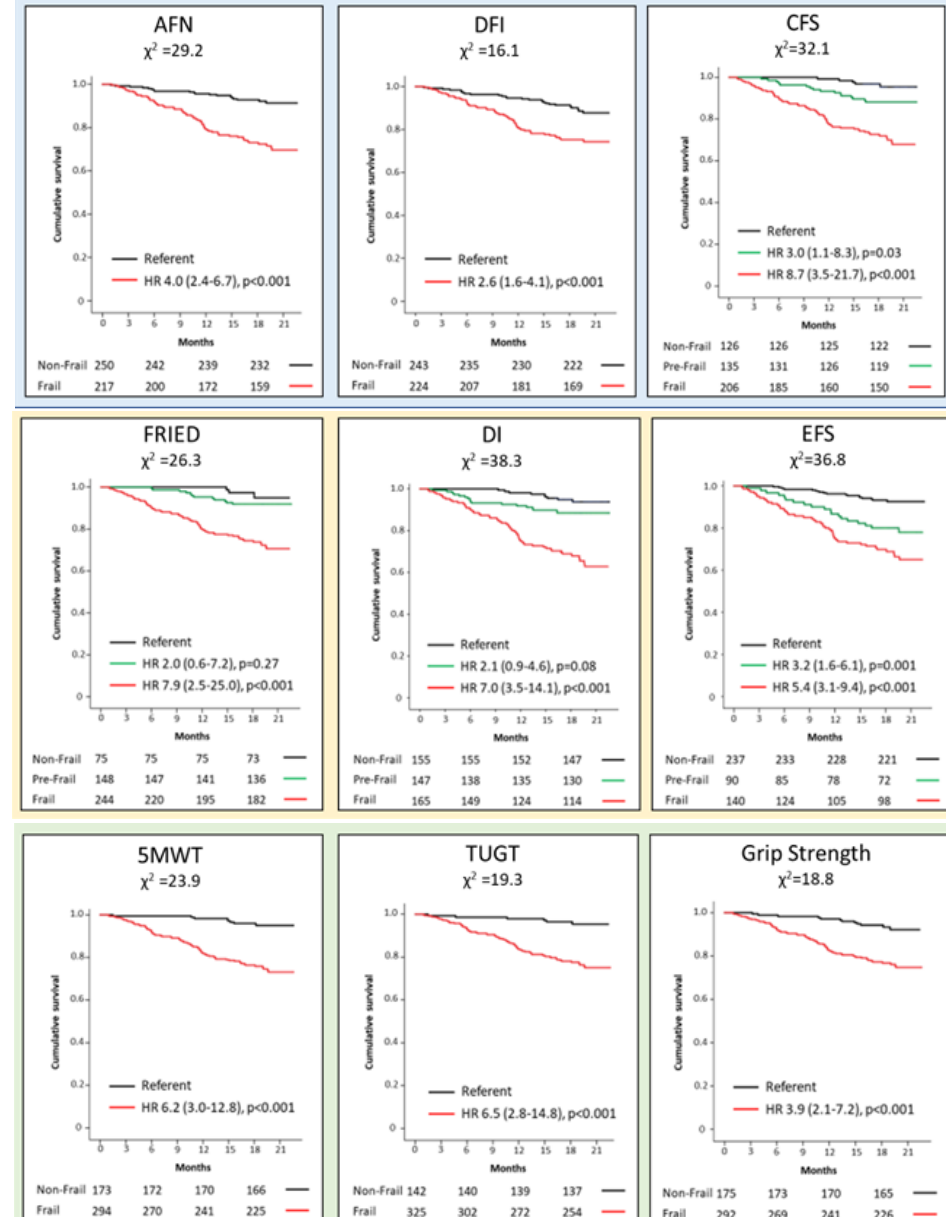 AFN
χ² =29.2
Cumulative survival
1.0
0.8
0.6
0.4
0.2
0
Referent
HR 4.0 (2.4-6.7), p<0.001
0 3 6 9 12 15 18 21
Months
Non-Frail 250 242 239 232
Frail 217 200 172 159
DFI
χ² =16.1
Cumulative survival
1.0
0.8
0.6
0.4
0.2
0
Referent
HR 2.6 (1.6-4.1), p<0.001
0 3 6 9 12 15 18 21
Months
Non-Frail 243 235 230 222
Frail 224 207 181 169
CFS
χ² =32.1
Cumulative survival
1.0
0.8
0.6
0.4
0.2
0
Referent
HR 3.0 (1.1-8.3), p=0.03
HR 8.7 (3.5-21.7), p<0.001
0 3 6 9 12 15 18 21
Months
Non-Frail 126 126 125 122
Pre-Frail 135 131 126 119
Frail 206 185 160 150
FRIED
χ² =26.3
Cumulative survival
1.0
0.8
0.6
0.4
0.2
0
Referent
HR 2.0 (0.6-7.2), p=0.27
HR 7.9 (2.5-25.0), p<0.001
0 3 6 9 12 15 18 21
Months
Non-Frail 75 75 75 73
Pre-Frail 148 147 141 136
Frail 244 220 195 182
DI
χ² =38.3
Cumulative survival
1.0
0.8
0.6
0.4
0.2
0
Referent
HR 2.1 (0.9-4.6), p=0.08
HR 7.0 (3.5-14.1), p<0.001
0 3 6 9 12 15 18 21
Months
Non-Frail 155 155 152 147
Pre-Frail 147 138 135 130
Frail 165 149 124 114
EFS
χ²=36.8
Cumulative survival
1.0
0.8
0.6
0.4
0.2
0
Referent
HR 3.2 (1.6-6.1), p=0.001
HR 5.4 (3.1-9.4), p<0.001
0 3 6 9 12 15 18 21
Months
Non-Frail 237 233 228 221
Pre-Frail 90 85 78 72
Frail 140 124 105 98
5MWT
χ² =23.9
Cumulative survival
1.0
0.8
0.6
0.4
0.2
0
Referent
HR 6.2 (3.0-12.8), p<0.001
0 3 6 9 12 15 18 21
Months
Non-Frail 173 172 170 166
Frail 294 270 241 225
TUGT
χ² =19.3
Cumulative survival
1.0
0.8
0.6
0.4
0.2
0
Referent
HR 6.5 (2.8-14.8), p<0.001
0 3 6 9 12 15 18 21
Months
Non-Frail 142 140 139 137
Frail 325 302 272 254
Grip Strength
χ²=18.8
Cumulative survival
1.0
0.8
0.6
0.4
0.2
0
Referent
HR 3.9 (2.1-7.2), p<0.001
0 3 6 9 12 15 18 21
Months
Non-Frail 175 173 170 165
Frail 292 269 241 226